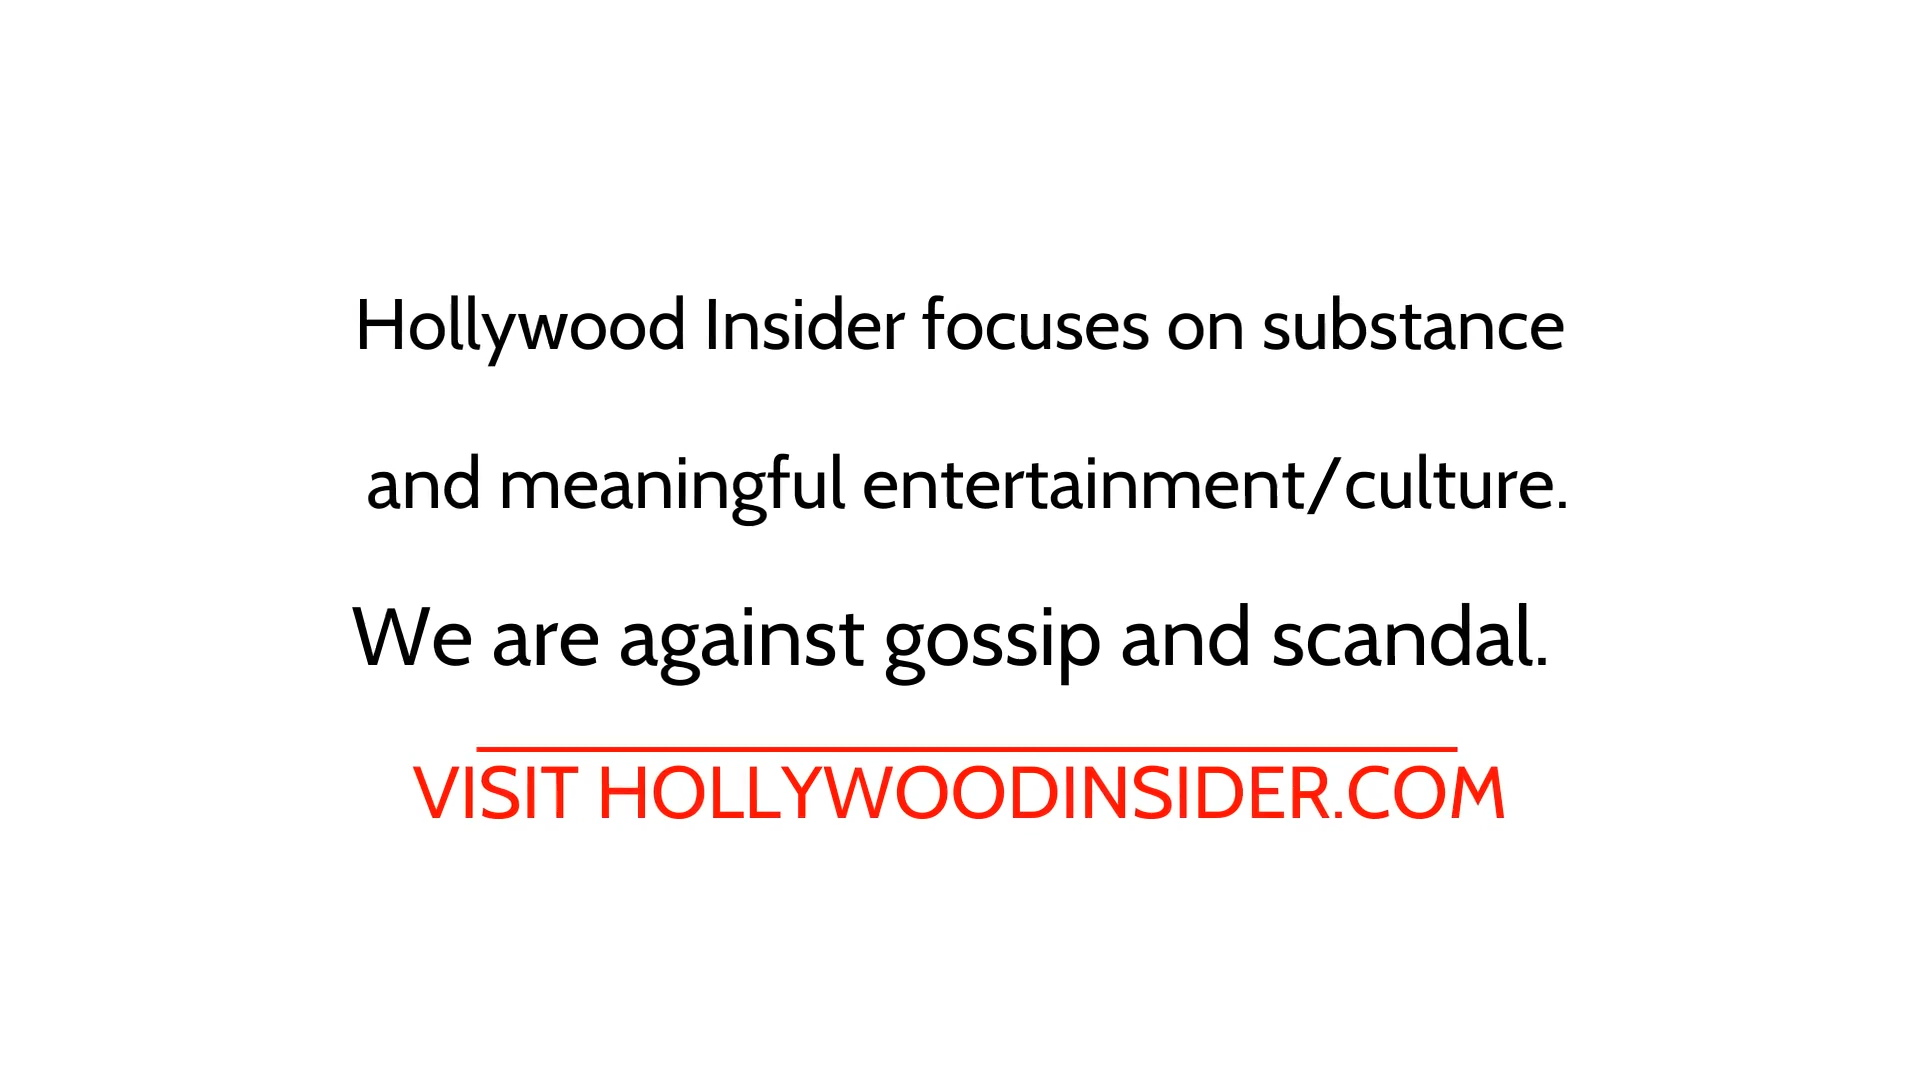 Hollywood Insider focuses on substance
and meaningful entertainment/culture.
We are against gossip and scandal.
VISIT HOLLYWOODINSIDER.COM